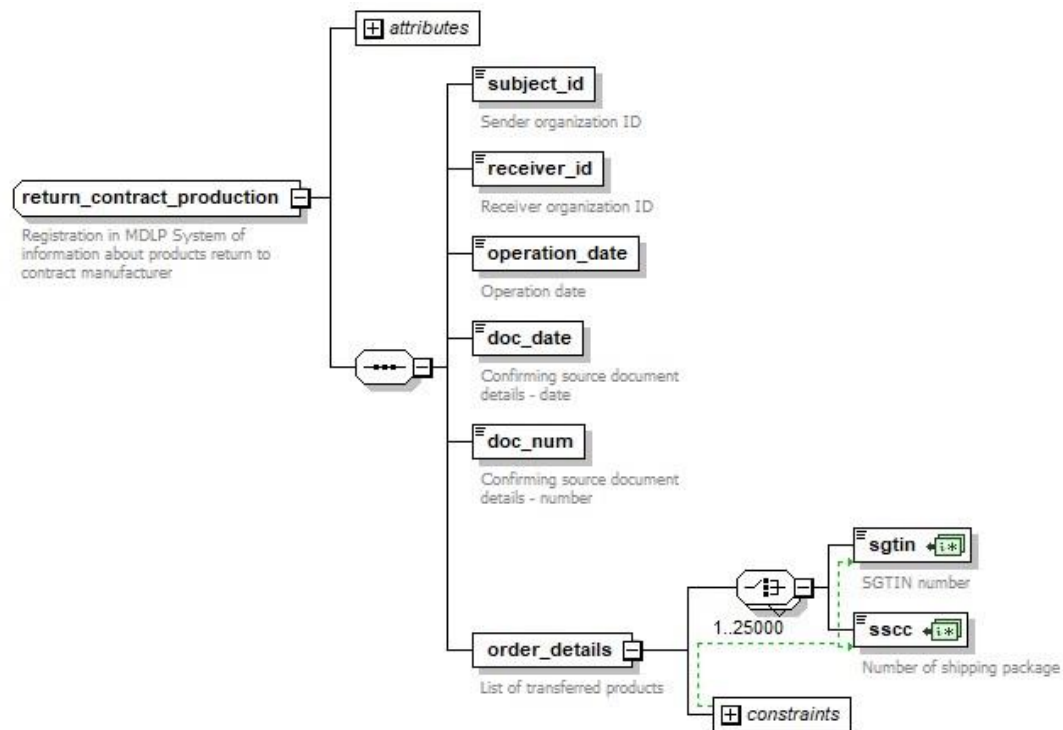 attributes
subject_id
Sender organization ID
receiver_id
Receiver organization ID
return_contract_production
Registration in MDLP System of
information about products return to
contract manufacturer
operation_date
Operation date
doc_date
Confirming source document
details - date
doc_num
Confirming source document
details - number
sgtin
SGTIN number
1..25000
sscc
Number of shipping package
order_details
List of transferred products
constraints